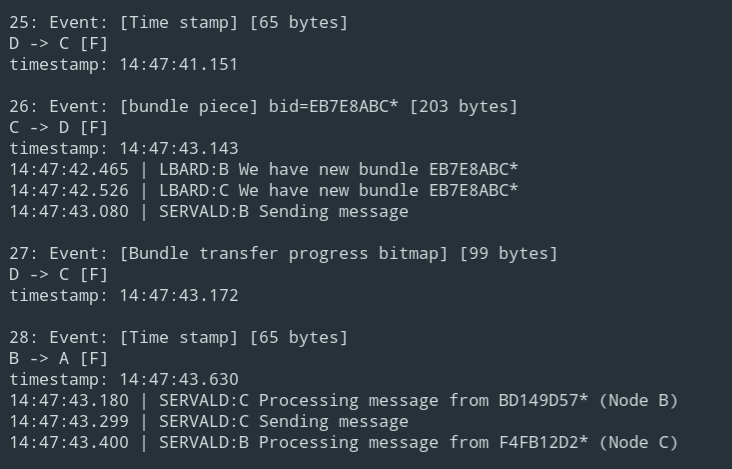 25: Event: [Time stamp] [65 bytes]
D -> C [F]
timestamp: 14:47:41.151
26: Event: [bundle piece] bid=EB7E8ABC* [203 bytes]
C -> D [F]
timestamp: 14:47:43.143
14:47:42.465 | LBARD:B We have new bundle EB7E8ABC*
14:47:42.526 | LBARD:C We have new bundle EB7E8ABC*
14:47:43.080 | SERVALD:B Sending message
27: Event: [Bundle transfer progress bitmap] [99 bytes]
D -> C [F]
timestamp: 14:47:43.172
28: Event: [Time stamp] [65 bytes]
B -> A [F]
timestamp: 14:47:43.630
14:47:43.180 | SERVALD:C Processing message from BD149D57* (Node B)
14:47:43.299 | SERVALD:C Sending message
14:47:43.400 | SERVALD:B Processing message from F4FB12D2* (Node C)